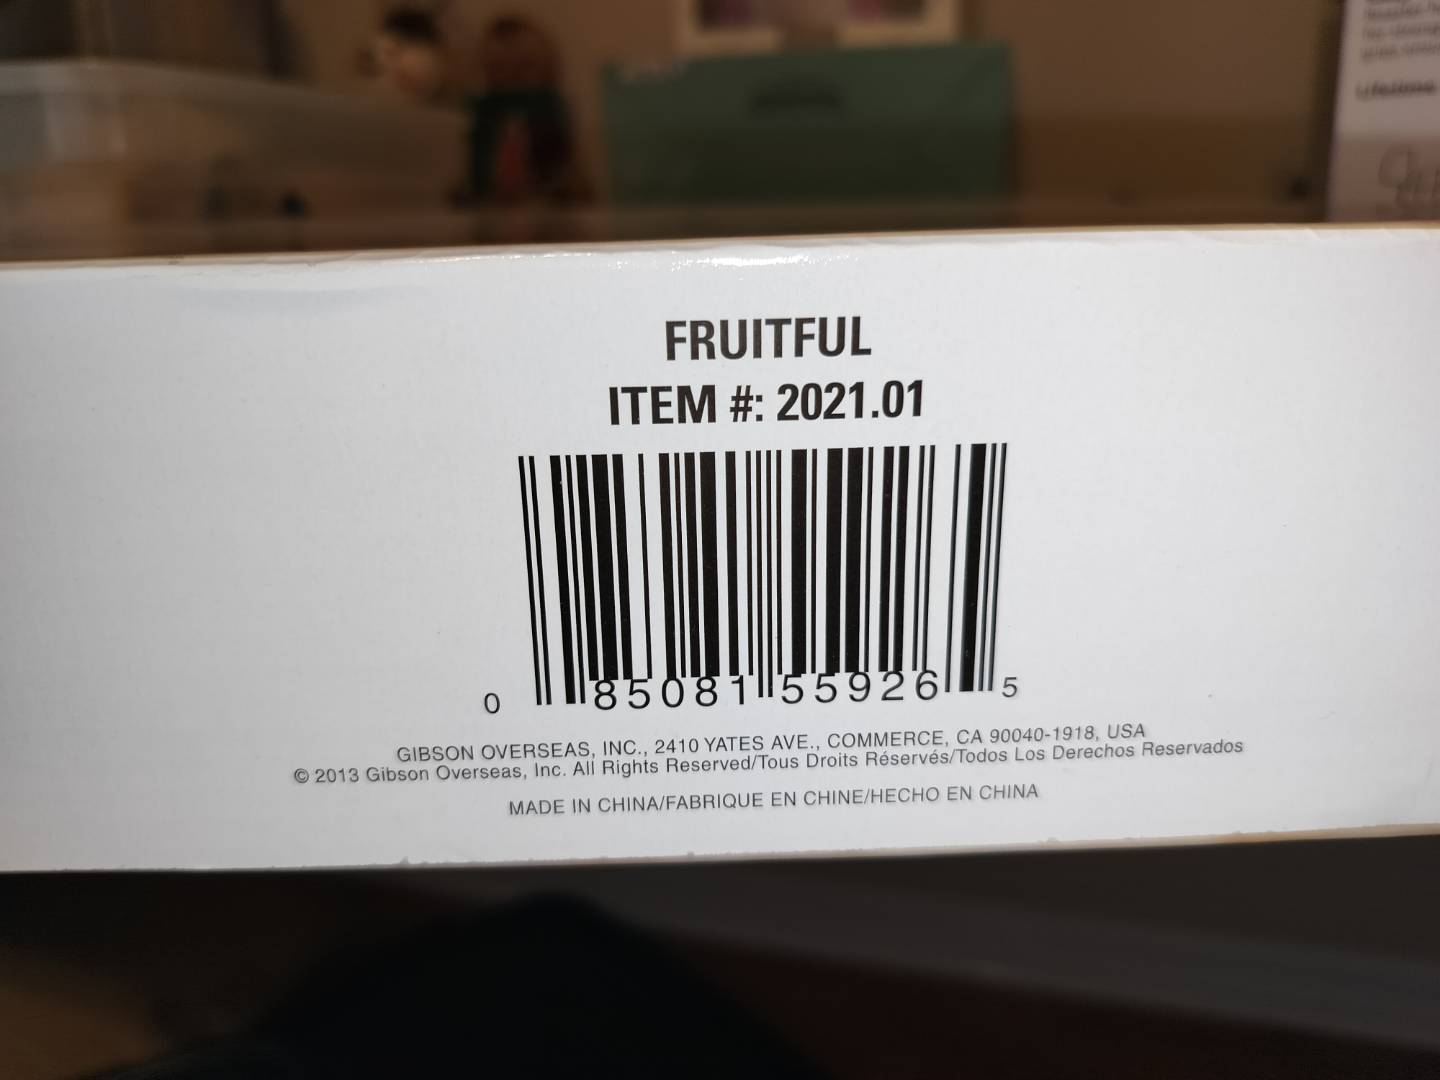 FRUITFUL
ITEM #: 2021.01
0 85081 55926 5
GIBSON OVERSEAS, INC., 2410 YATES AVE., COMMERCE, CA 90040-1918, USA
© 2013 Gibson Overseas, Inc. All Rights Reserved/Tous Droits Réservés/Todos Los Derechos Reservados
MADE IN CHINA/FABRIQUE EN CHINE/HECHO EN CHINA
Lifetime